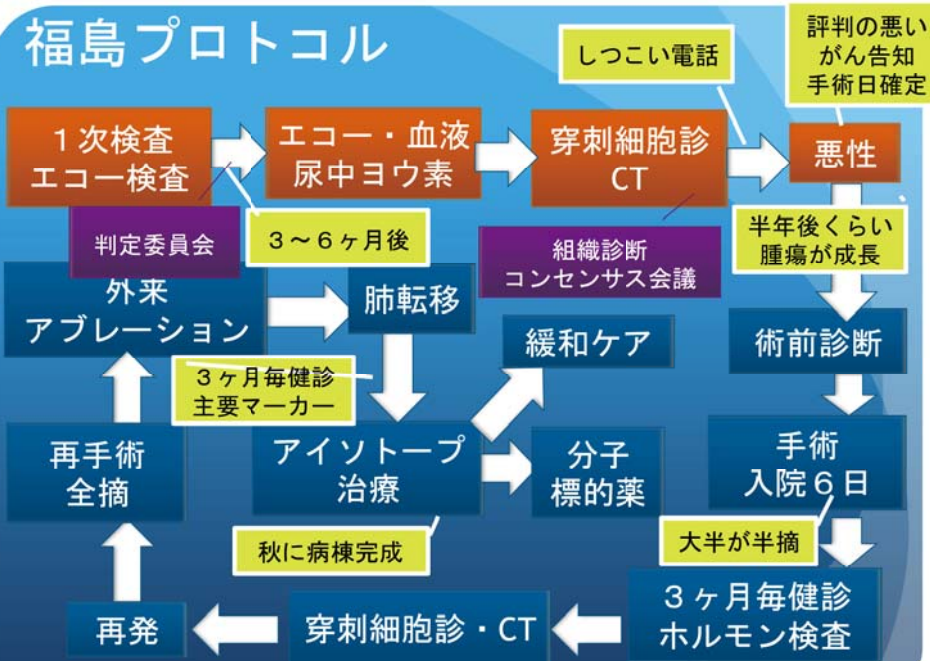 福島プロトコル
しつこい電話
評判の悪い
がん告知
手術日確定
１次検査
エコー検査
エコー・血液
尿中ヨウ素
穿刺細胞診
CT
悪性
判定委員会
３～６ヶ月後
組織診断
コンセンサス会議
半年後くらい
腫瘍が成長
外来
アブレーション
肺転移
緩和ケア
術前診断
３ヶ月毎健診
主要マーカー
再手術
全摘
アイソトープ
治療
分子
標的薬
手術
入院６日
秋に病棟完成
大半が半摘
再発
穿刺細胞診・CT
３ヶ月毎健診
ホルモン検査